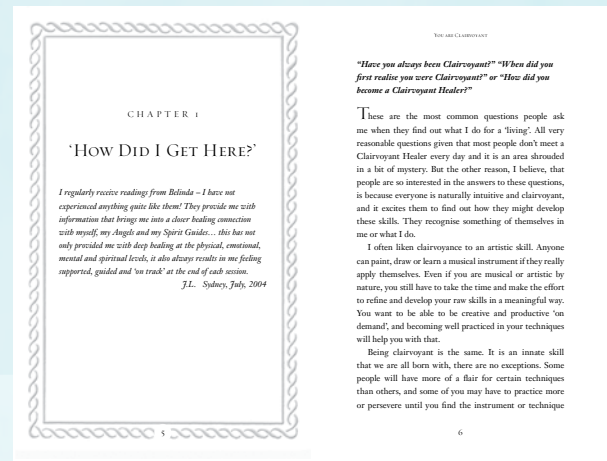 CHAPTER 1
‘HOW DID I GET HERE?’
I regularly receive readings from Belinda – I have not
experienced anything quite like them! They provide me with
information that brings me into a closer healing connection
with myself, my Angels and my Spirit Guides… this has not
only provided me with deep healing at the physical, emotional,
mental and spiritual levels, it also always results in me feeling
supported, guided and ‘on track’ at the end of each session.
J.L. Sydney, July, 2004
5
YOU ARE CLAIRVOYANT
“Have you always been Clairvoyant?” “When did you
first realise you were Clairvoyant?” or “How did you
become a Clairvoyant Healer?”
These are the most common questions people ask
me when they find out what I do for a ‘living’. All very
reasonable questions given that most people don’t meet a
Clairvoyant Healer every day and it is an area shrouded
in a bit of mystery. But the other reason, I believe, that
people are so interested in the answers to these questions,
is because everyone is naturally intuitive and clairvoyant,
and it excites them to find out how they might develop
these skills. They recognise something of themselves in
me or what I do.
I often liken clairvoyance to an artistic skill. Anyone
can paint, draw or learn a musical instrument if they really
apply themselves. Even if you are musical or artistic by
nature, you still have to take the time and make the effort
to refine and develop your raw skills in a meaningful way.
You want to be able to be creative and productive ‘on
demand’, and becoming well practiced in your techniques
will help you with that.
Being clairvoyant is the same. It is an innate skill
that we are all born with, there are no exceptions. Some
people will have more of a flair for certain techniques
than others, and some of you may have to practice more
or persevere until you find the instrument or technique
6